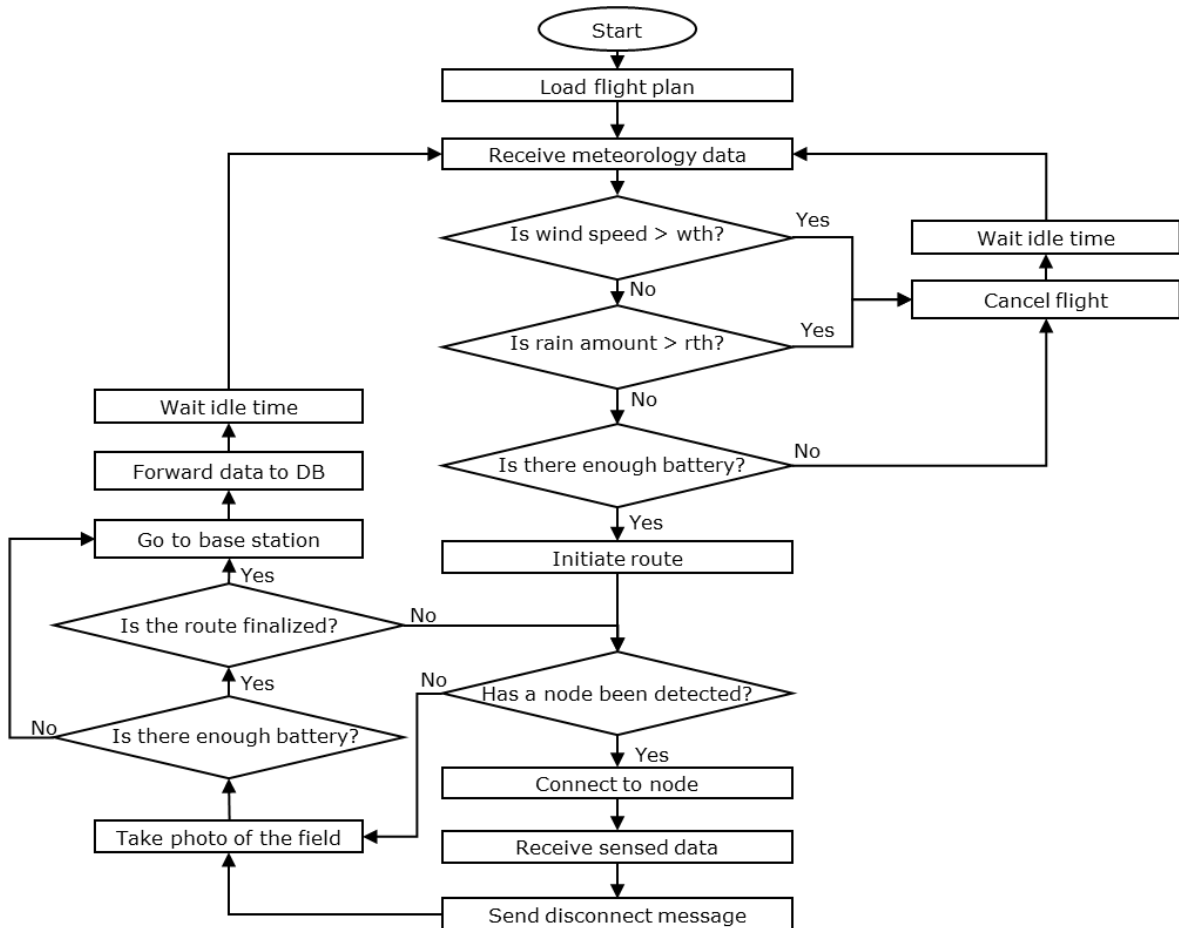 Start
Load flight plan
Receive meteorology data
Is wind speed > wth?
Yes
Wait idle time
No
Cancel flight
Is rain amount > rth?
Yes
Wait idle time
No
Forward data to DB
Is there enough battery?
No
Go to base station
Yes
Initiate route
Yes
Is the route finalized?
No
Yes
No
Has a node been detected?
No
Is there enough battery?
Yes
Connect to node
Take photo of the field
Receive sensed data
Send disconnect message